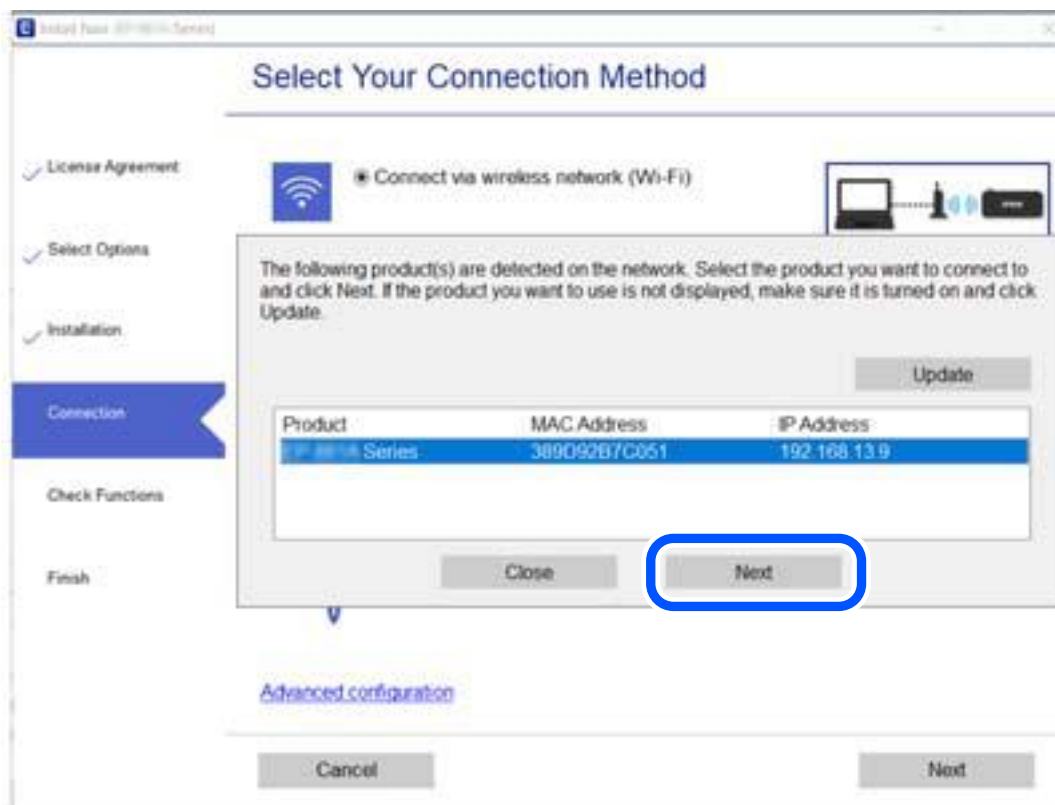 Select Your Connection Method
License Agreement
Select Options
Installation
Connection
Check Functions
Finish
Connect via wireless network (Wi-Fi)
The following product(s) are detected on the network. Select the product you want to connect to
and click Next. If the product you want to use is not displayed, make sure it is turned on and click
Update.
Update
Product MAC Address IP Address
Series 389D92B7C051 192.168.13.9
Close Next
Advanced configuration
Cancel Next